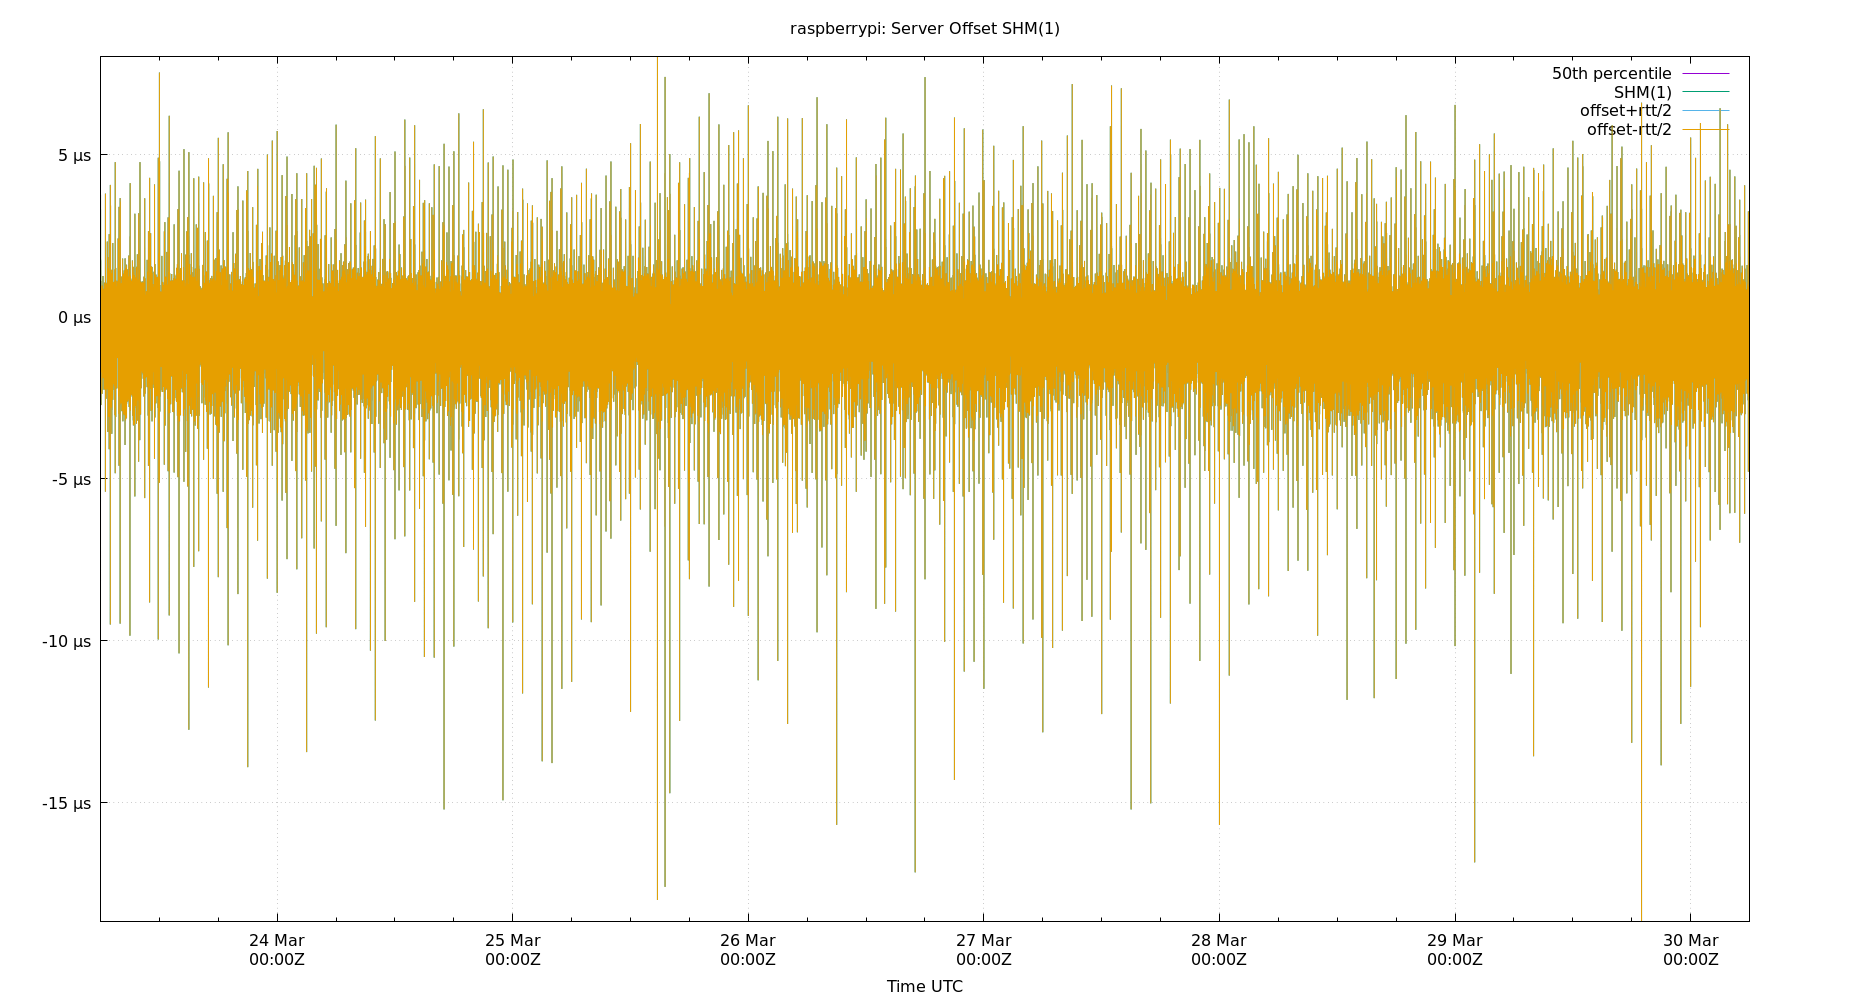 raspberrypi: Server Offset SHM(1)
50th percentile
SHM(1)
offset+rtt/2
offset-rtt/2
5 µs
0 µs
-5 µs
-10 µs
-15 µs
24 Mar 25 Mar 26 Mar 27 Mar 28 Mar 29 Mar 30 Mar
00:00Z 00:00Z 00:00Z 00:00Z 00:00Z 00:00Z 00:00Z
Time UTC